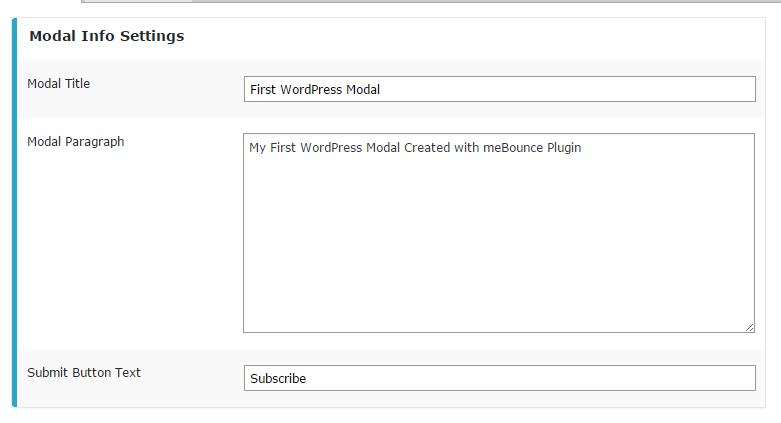 Modal Info Settings
Modal Title
First WordPress Modal
Modal Paragraph
My First WordPress Modal Created with meBounce Plugin
Submit Button Text
Subscribe